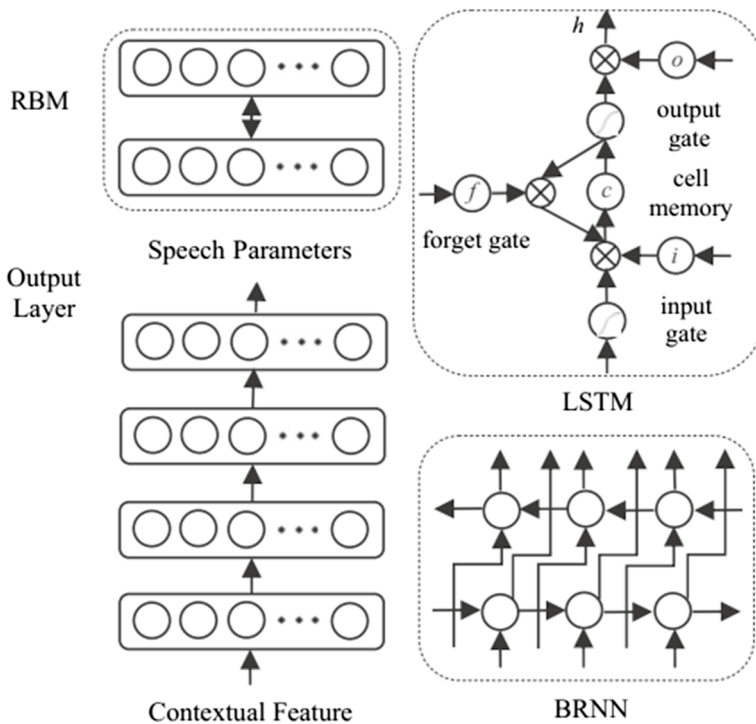 RBM
Speech Parameters
Output
Layer
Contextual Feature
h
o
output
gate
f
c
cell
memory
forget gate
i
input
gate
LSTM
BRNN